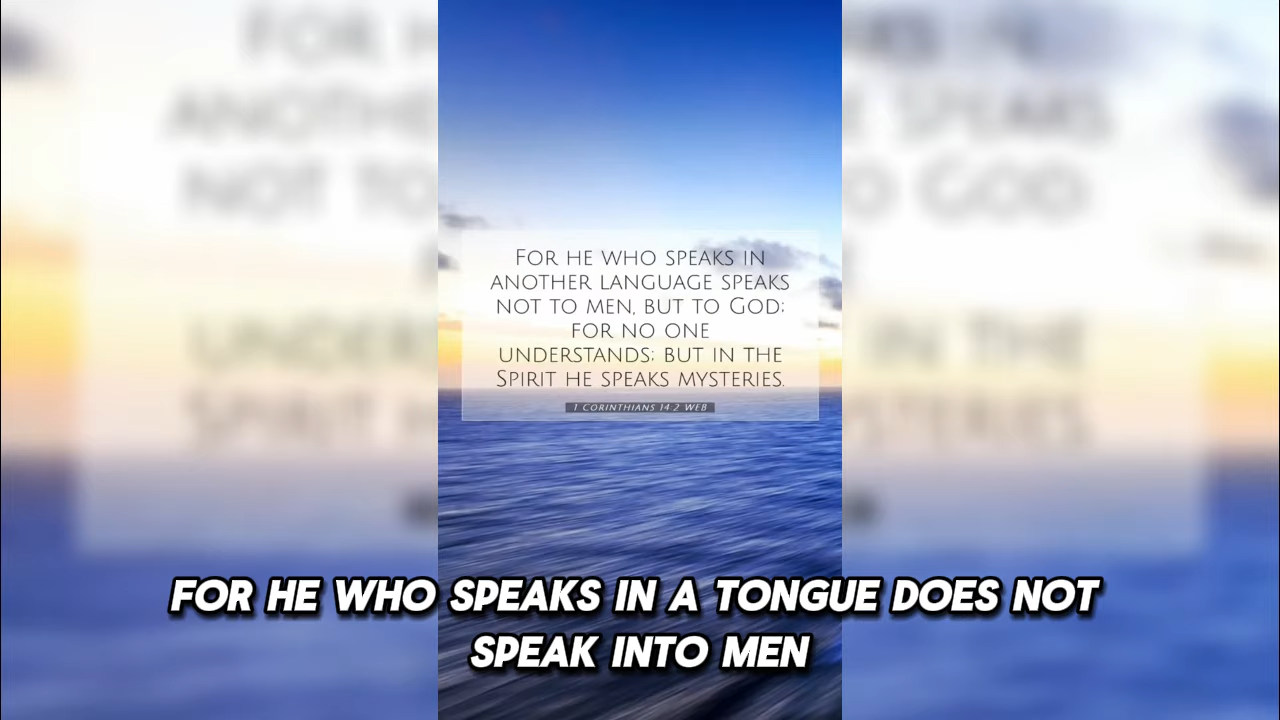 For he who speaks in
another language speaks
not to men, but to God;
for no one
understands; but in the
Spirit he speaks mysteries.
1 Corinthians 14:2 WEB
FOR HE WHO SPEAKS IN A TONGUE DOES NOT
SPEAK INTO MEN